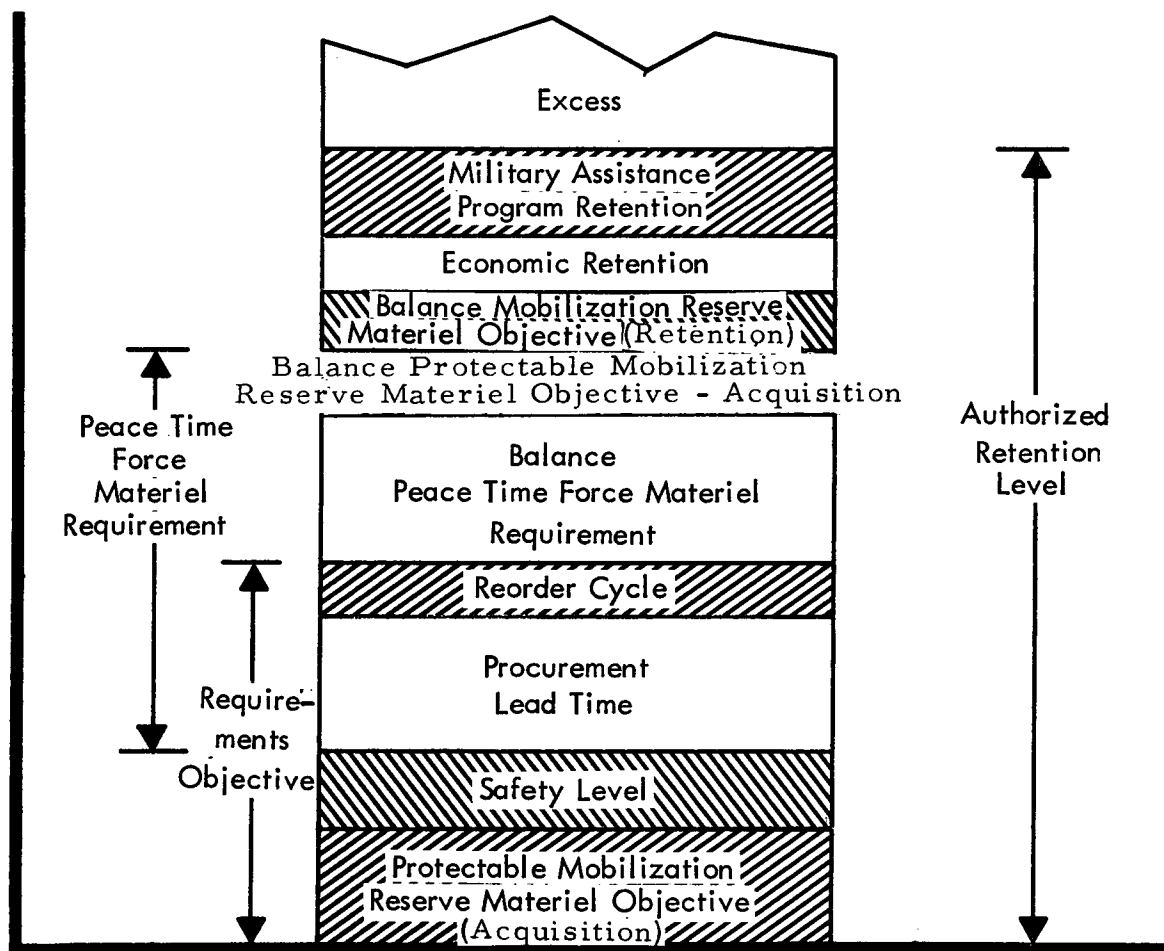 Excess
Military Assistance
Program Retention
Economic Retention
Balance Mobilization Reserve
Materiel Objective (Retention)
Balance Protectable Mobilization
Reserve Materiel Objective - Acquisition
Balance
Peace Time Force Materiel
Requirement
Reorder Cycle
Procurement
Lead Time
Safety Level
Protectable Mobilization
Reserve Materiel Objective
(Acquisition)
Peace Time
Force
Materiel
Requirement
Require-
ments
Objective
Authorized
Retention
Level